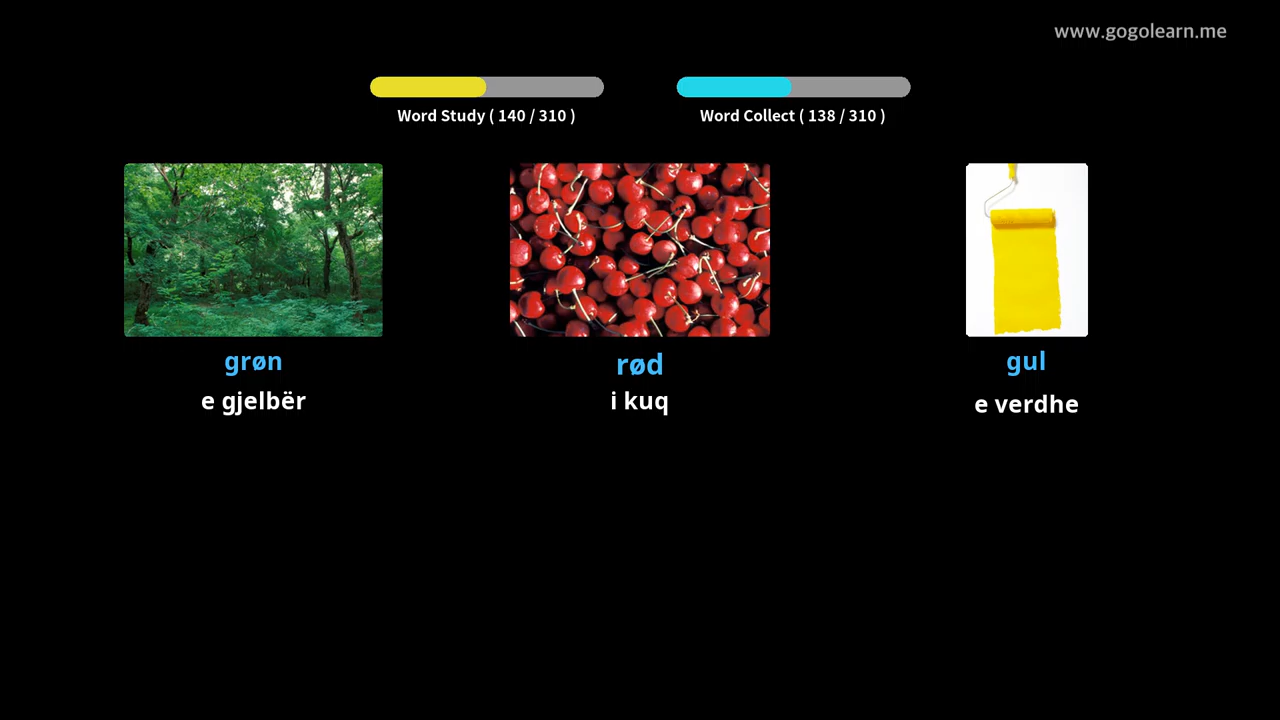 www.gogolearn.me
Word Study ( 140 / 310 )
Word Collect ( 138 / 310 )
grøn
rød
gul
e gjelbër
i kuq
e verdhe